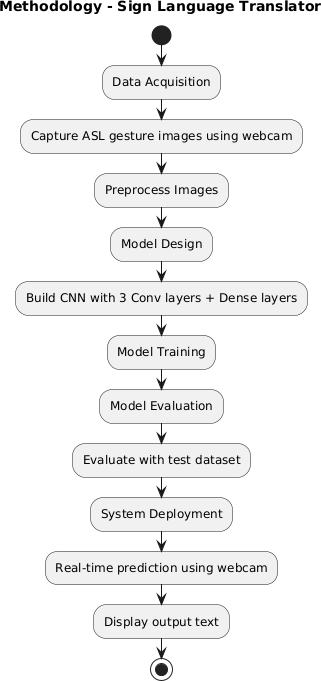 Methodology - Sign Language Translator
Data Acquisition
Capture ASL gesture images using webcam
Preprocess Images
Model Design
Build CNN with 3 Conv layers + Dense layers
Model Training
Model Evaluation
Evaluate with test dataset
System Deployment
Real-time prediction using webcam
Display output text